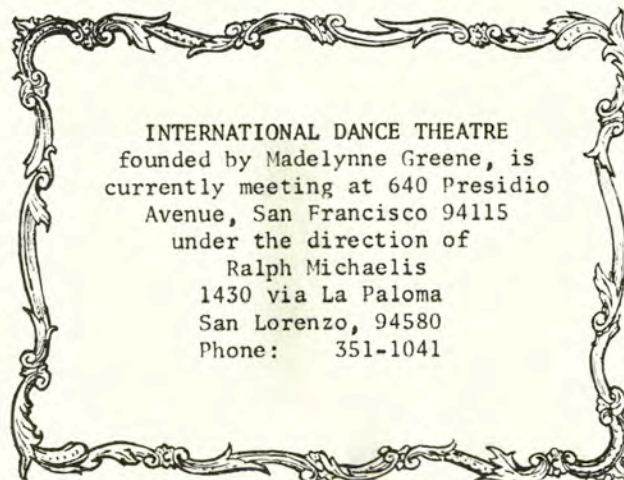 INTERNATIONAL DANCE THEATRE
founded by Madelynne Greene, is
currently meeting at 640 Presidio
Avenue, San Francisco 94115
under the direction of
Ralph Michaelis
1430 via La Paloma
San Lorenzo, 94580
Phone: 351-1041